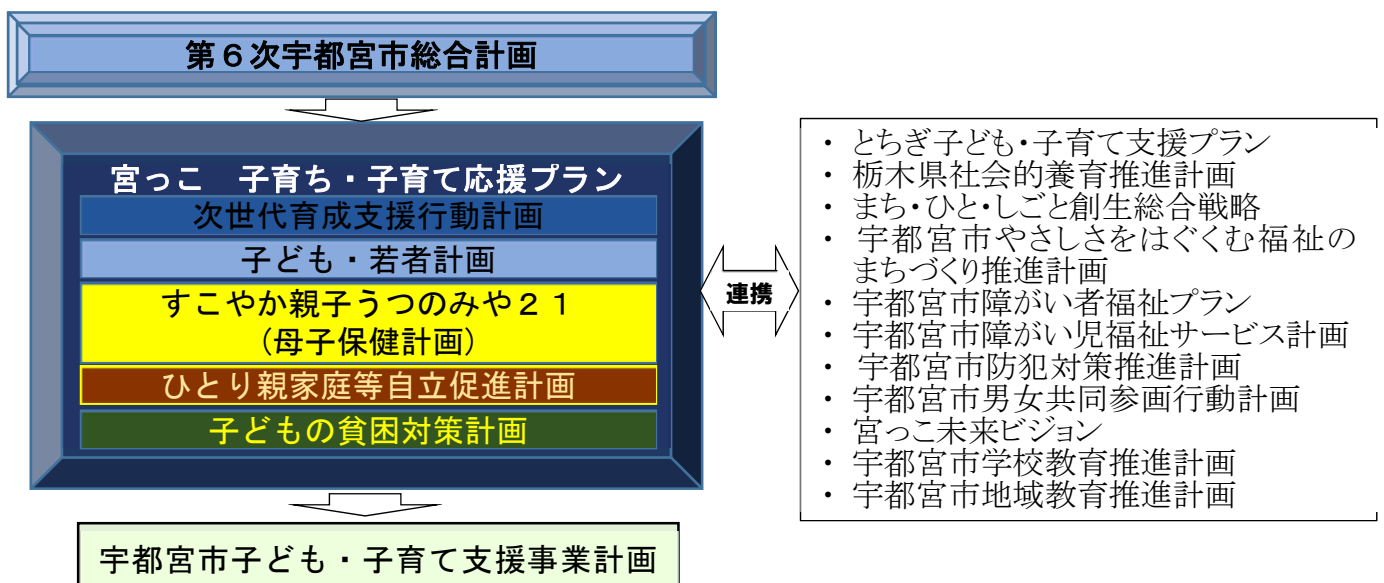 第６次宇都宮市総合計画
宮っこ　子育ち・子育て応援プラン
次世代育成支援行動計画
子ども・若者計画
すこやか親子うつのみや２１
(母子保健計画)
ひとり親家庭等自立促進計画
子どもの貧困対策計画
宇都宮市子ども・子育て支援事業計画
連携
・ とちぎ子ども・子育て支援プラン
・ 栃木県社会的養育推進計画
・ まち・ひと・しごと創生総合戦略
・ 宇都宮市やさしさをはぐくむ福祉の
まちづくり推進計画
・ 宇都宮市障がい者福祉プラン
・ 宇都宮市障がい児福祉サービス計画
・ 宇都宮市防犯対策推進計画
・ 宇都宮市男女共同参画行動計画
・ 宮っこ未来ビジョン
・ 宇都宮市学校教育推進計画
・ 宇都宮市地域教育推進計画